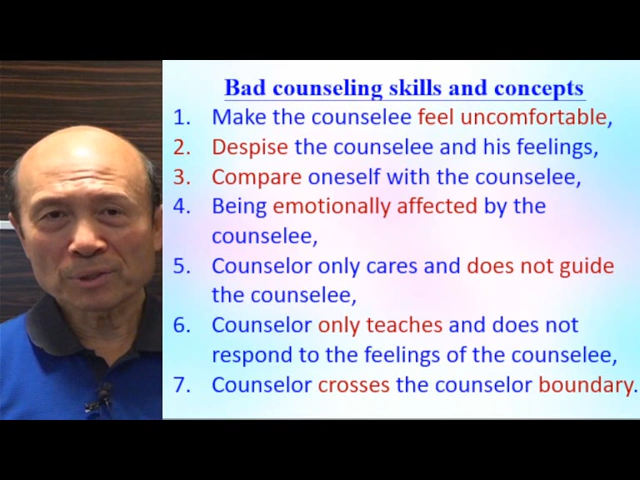 Bad counseling skills and concepts
1. Make the counselee feel uncomfortable,
2. Despise the counselee and his feelings,
3. Compare oneself with the counselee,
4. Being emotionally affected by the
counselee,
5. Counselor only cares and does not guide
the counselee,
6. Counselor only teaches and does not
respond to the feelings of the counselee,
7. Counselor crosses the counselor boundary.